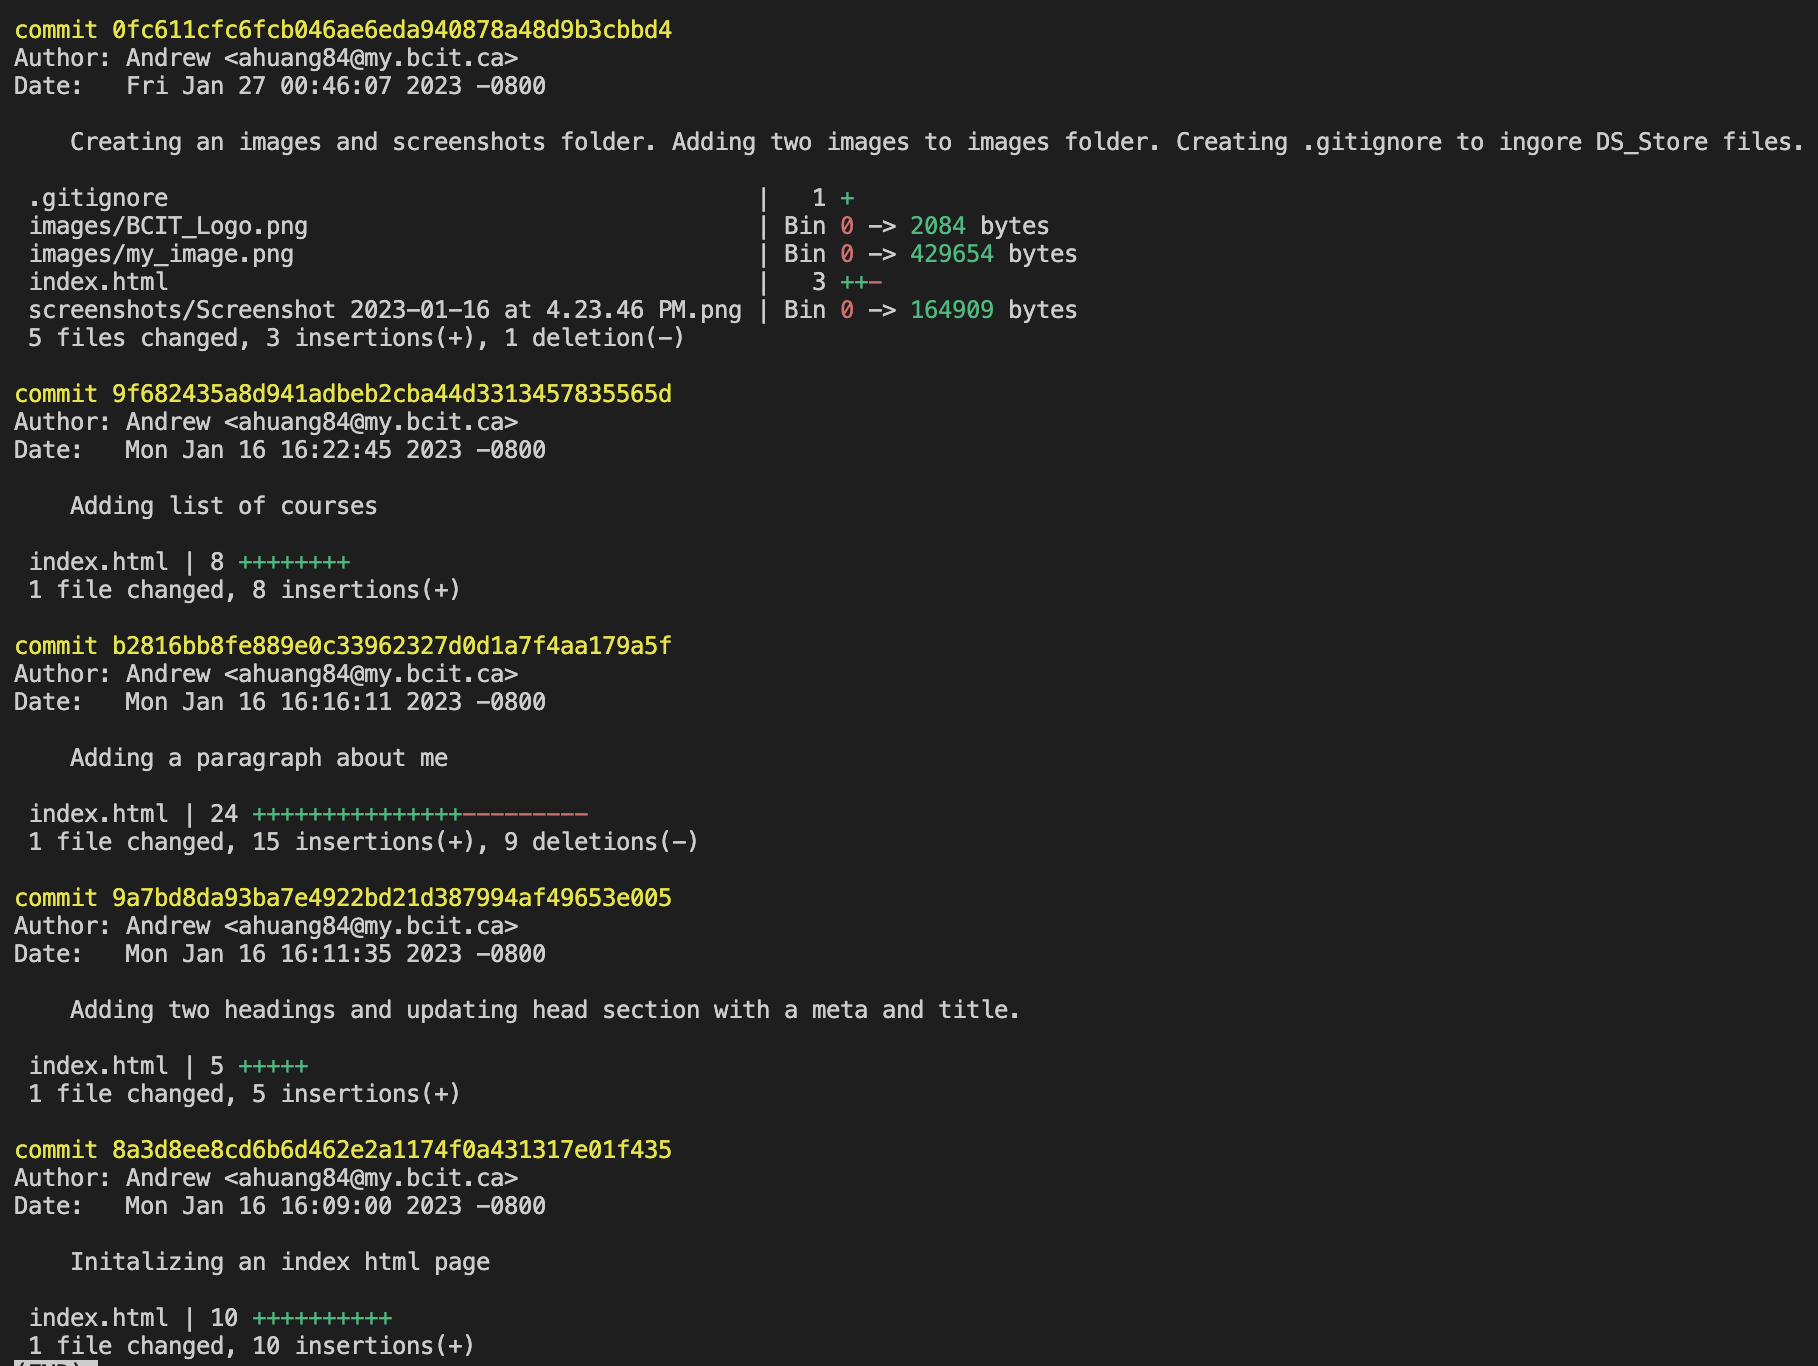 commit 0fc611cfc6fcb046ae6eda940878a48d9b3cbbd4
Author: Andrew <ahuang84@my.bcit.ca>
Date:   Fri Jan 27 00:46:07 2023 -0800
Creating an images and screenshots folder. Adding two images to images folder. Creating .gitignore to ingore DS_Store files.
.gitignore | 1 +
images/BCIT_Logo.png | Bin 0 -> 2084 bytes
images/my_image.png | Bin 0 -> 429654 bytes
index.html | 3 ++-
screenshots/Screenshot 2023-01-16 at 4.23.46 PM.png | Bin 0 -> 164909 bytes
5 files changed, 3 insertions(+), 1 deletion(-)
commit 9f682435a8d941adbeb2cba44d3313457835565d
Author: Andrew <ahuang84@my.bcit.ca>
Date:   Mon Jan 16 16:22:45 2023 -0800
Adding list of courses
index.html | 8 ++++++++
1 file changed, 8 insertions(+)
commit b2816bb8fe889e0c33962327d0d1a7f4aa179a5f
Author: Andrew <ahuang84@my.bcit.ca>
Date:   Mon Jan 16 16:16:11 2023 -0800
Adding a paragraph about me
index.html | 24 +++++++++++++++---------
1 file changed, 15 insertions(+), 9 deletions(-)
commit 9a7bd8da93ba7e4922bd21d387994af49653e005
Author: Andrew <ahuang84@my.bcit.ca>
Date:   Mon Jan 16 16:11:35 2023 -0800
Adding two headings and updating head section with a meta and title.
index.html | 5 +++++
1 file changed, 5 insertions(+)
commit 8a3d8ee8cd6b6d462e2a1174f0a431317e01f435
Author: Andrew <ahuang84@my.bcit.ca>
Date:   Mon Jan 16 16:09:00 2023 -0800
Initalizing an index html page
index.html | 10 ++++++++++
1 file changed, 10 insertions(+)